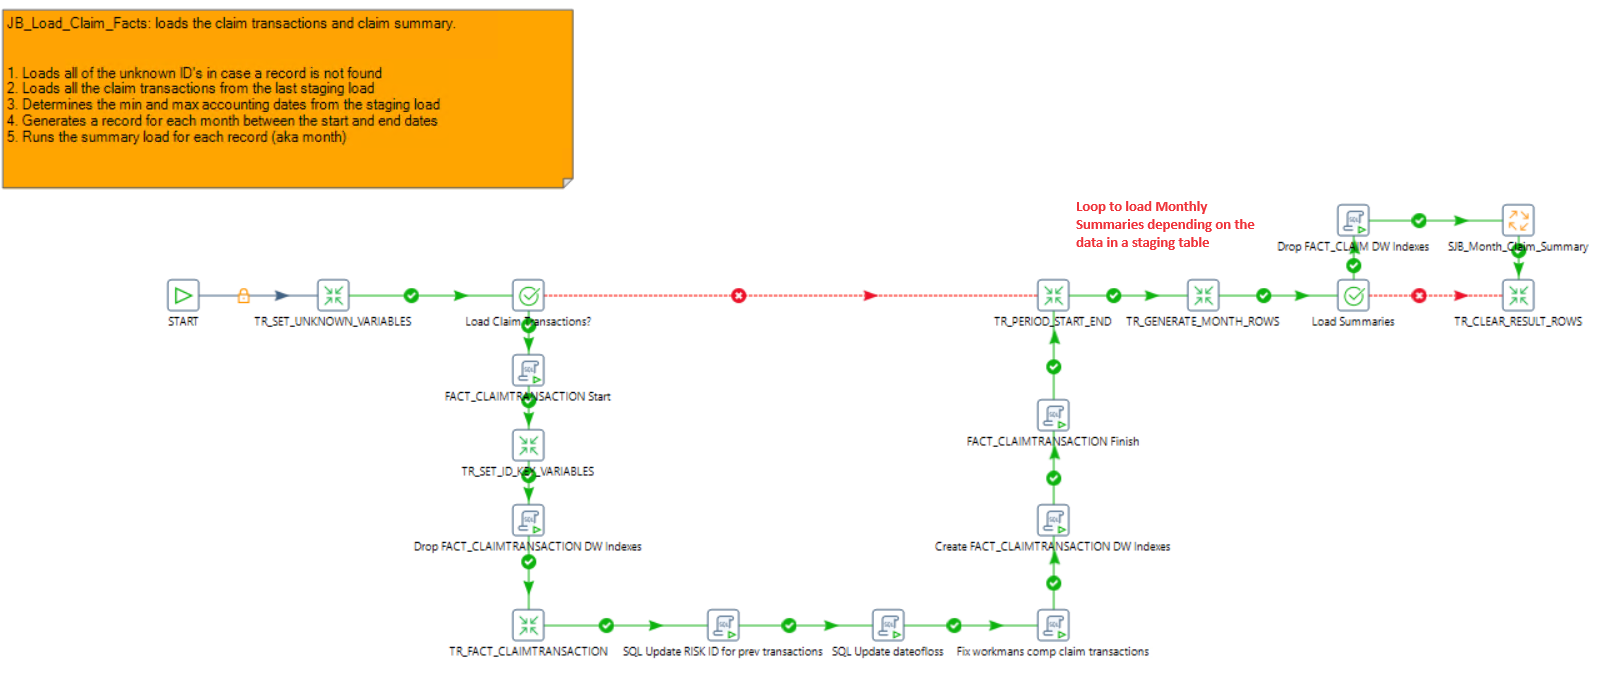 JB_Load_Claim_Facts: loads the claim transactions and claim summary.
1. Loads all of the unknown ID's in case a record is not found
2. Loads all the claim transactions from the last staging load
3. Determines the min and max accounting dates from the staging load
4. Generates a record for each month between the start and end dates
5. Runs the summary load for each record (aka month)
Loop to load Monthly
Summaries depending on the
data in a staging table
Drop FACT_CLAIM DW Indexes
SJB_Month_Claim_Summary
START
TR_SET_UNKNOWN_VARIABLES
Load Claim Transactions?
TR_PERIOD_START_END
TR_GENERATE_MONTH_ROWS
Load Summaries
TR_CLEAR_RESULT_ROWS
FACT_CLAIMTRANSACTION Start
FACT_CLAIMTRANSACTION Finish
TR_SET_ID_KEY_VARIABLES
Drop FACT_CLAIMTRANSACTION DW Indexes
Create FACT_CLAIMTRANSACTION DW Indexes
TR_FACT_CLAIMTRANSACTION
SQL Update RISK ID for prev transactions
SQL Update dateofloss
Fix workmans comp claim transactions